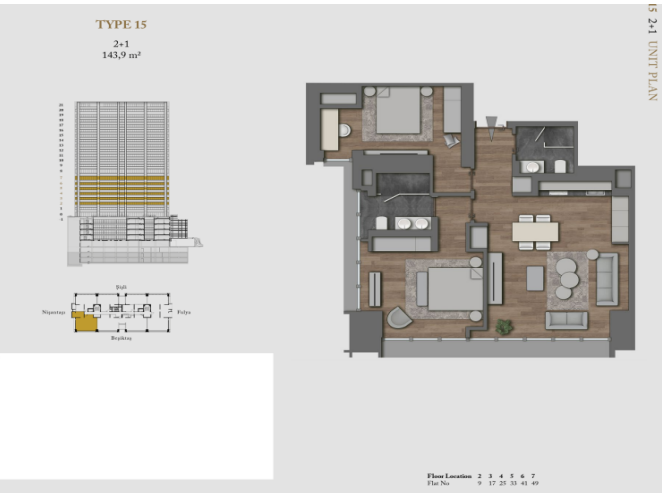 TYPE 15
2+1
143,9 m²
15 2+1 UNIT PLAN
Şişli
Nişantaşı
Fulya
Beşiktaş
Floor Location 2 3 4 5 6 7
Flat No 9 17 25 33 41 49